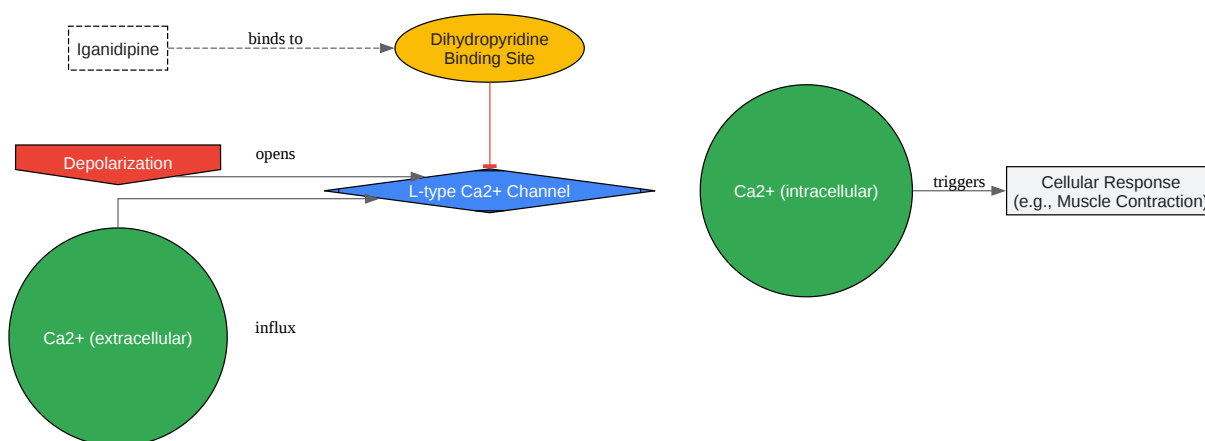 Iganidipine
binds to
Dihydropyridine
Binding Site
Depolarization
opens
L-type Ca2+ Channel
Ca2+ (intracellular)
triggers
Cellular Response
(e.g., Muscle Contraction)
Ca2+ (extracellular)
influx